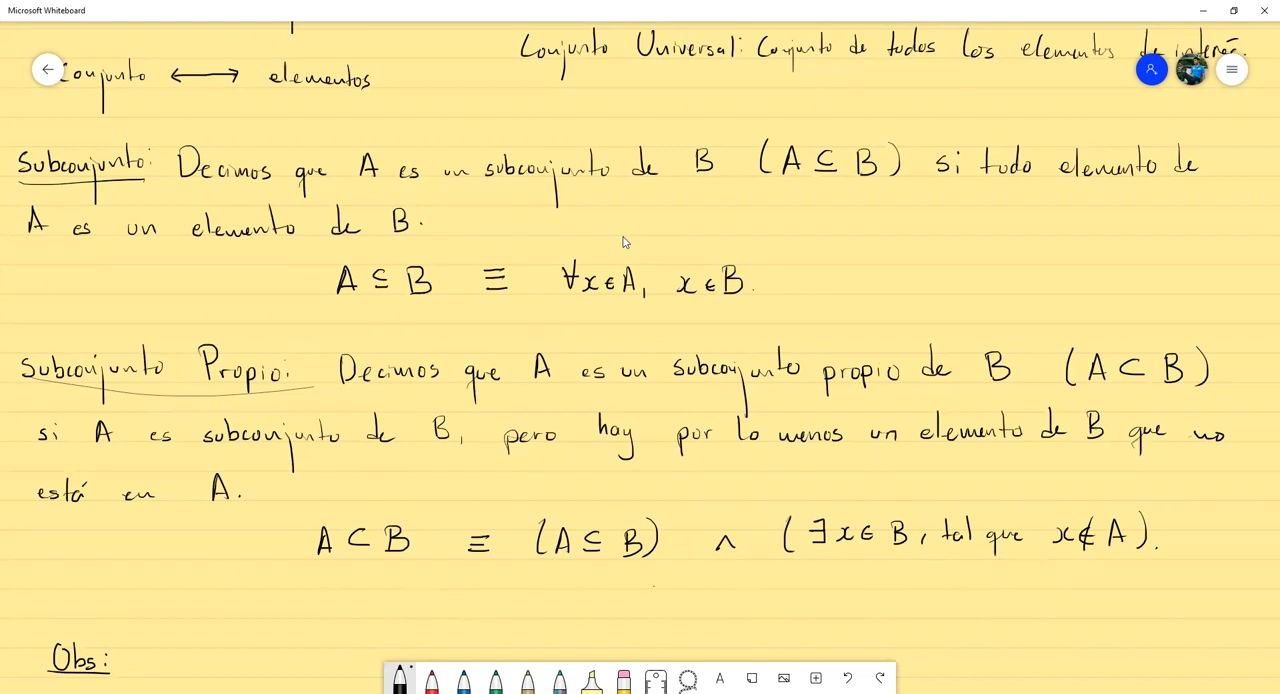 Microsoft Whiteboard
Conjunto Universal: Conjunto de todos los elementos de interés.
Conjunto ⟷ elementos
Subconjunto: Decimos que A es un subconjunto de B (A ⊆ B) si todo elemento de
A es un elemento de B.
A ⊆ B ≡ ∀x∈A, x∈B.
Subconjunto Propio: Decimos que A es un subconjunto propio de B (A ⊂ B)
si A es subconjunto de B, pero hay por lo menos un elemento de B que no
está en A.
A ⊂ B ≡ (A ⊆ B) ∧ (∃x∈B, tal que x∉A).
Obs:
A